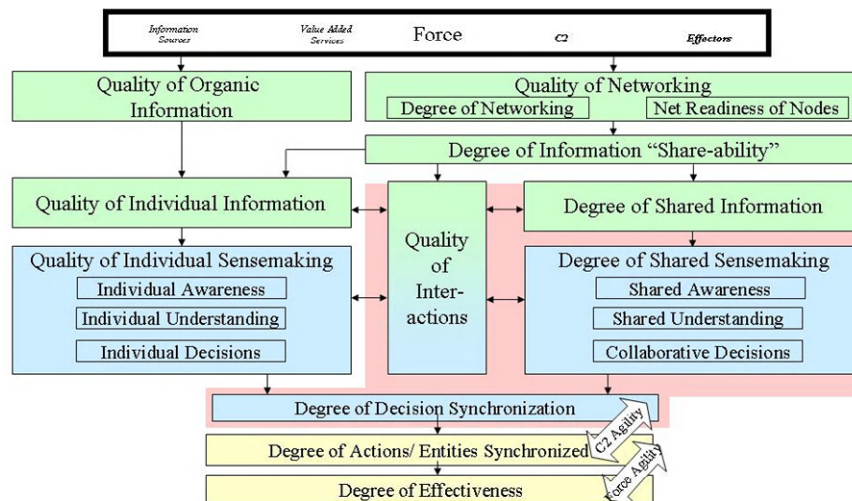 Information
Sources
Value Added
Services
Force
C2
Effectors
Quality of Organic
Information
Quality of Networking
Degree of Networking
Net Readiness of Nodes
Degree of Information “Share-ability”
Quality of Individual Information
Quality
of
Inter-
actions
Degree of Shared Information
Quality of Individual Sensemaking
Individual Awareness
Individual Understanding
Individual Decisions
Degree of Shared Sensemaking
Shared Awareness
Shared Understanding
Collaborative Decisions
Degree of Decision Synchronization
C2 Agility
Degree of Actions/ Entities Synchronized
Force Agility
Degree of Effectiveness